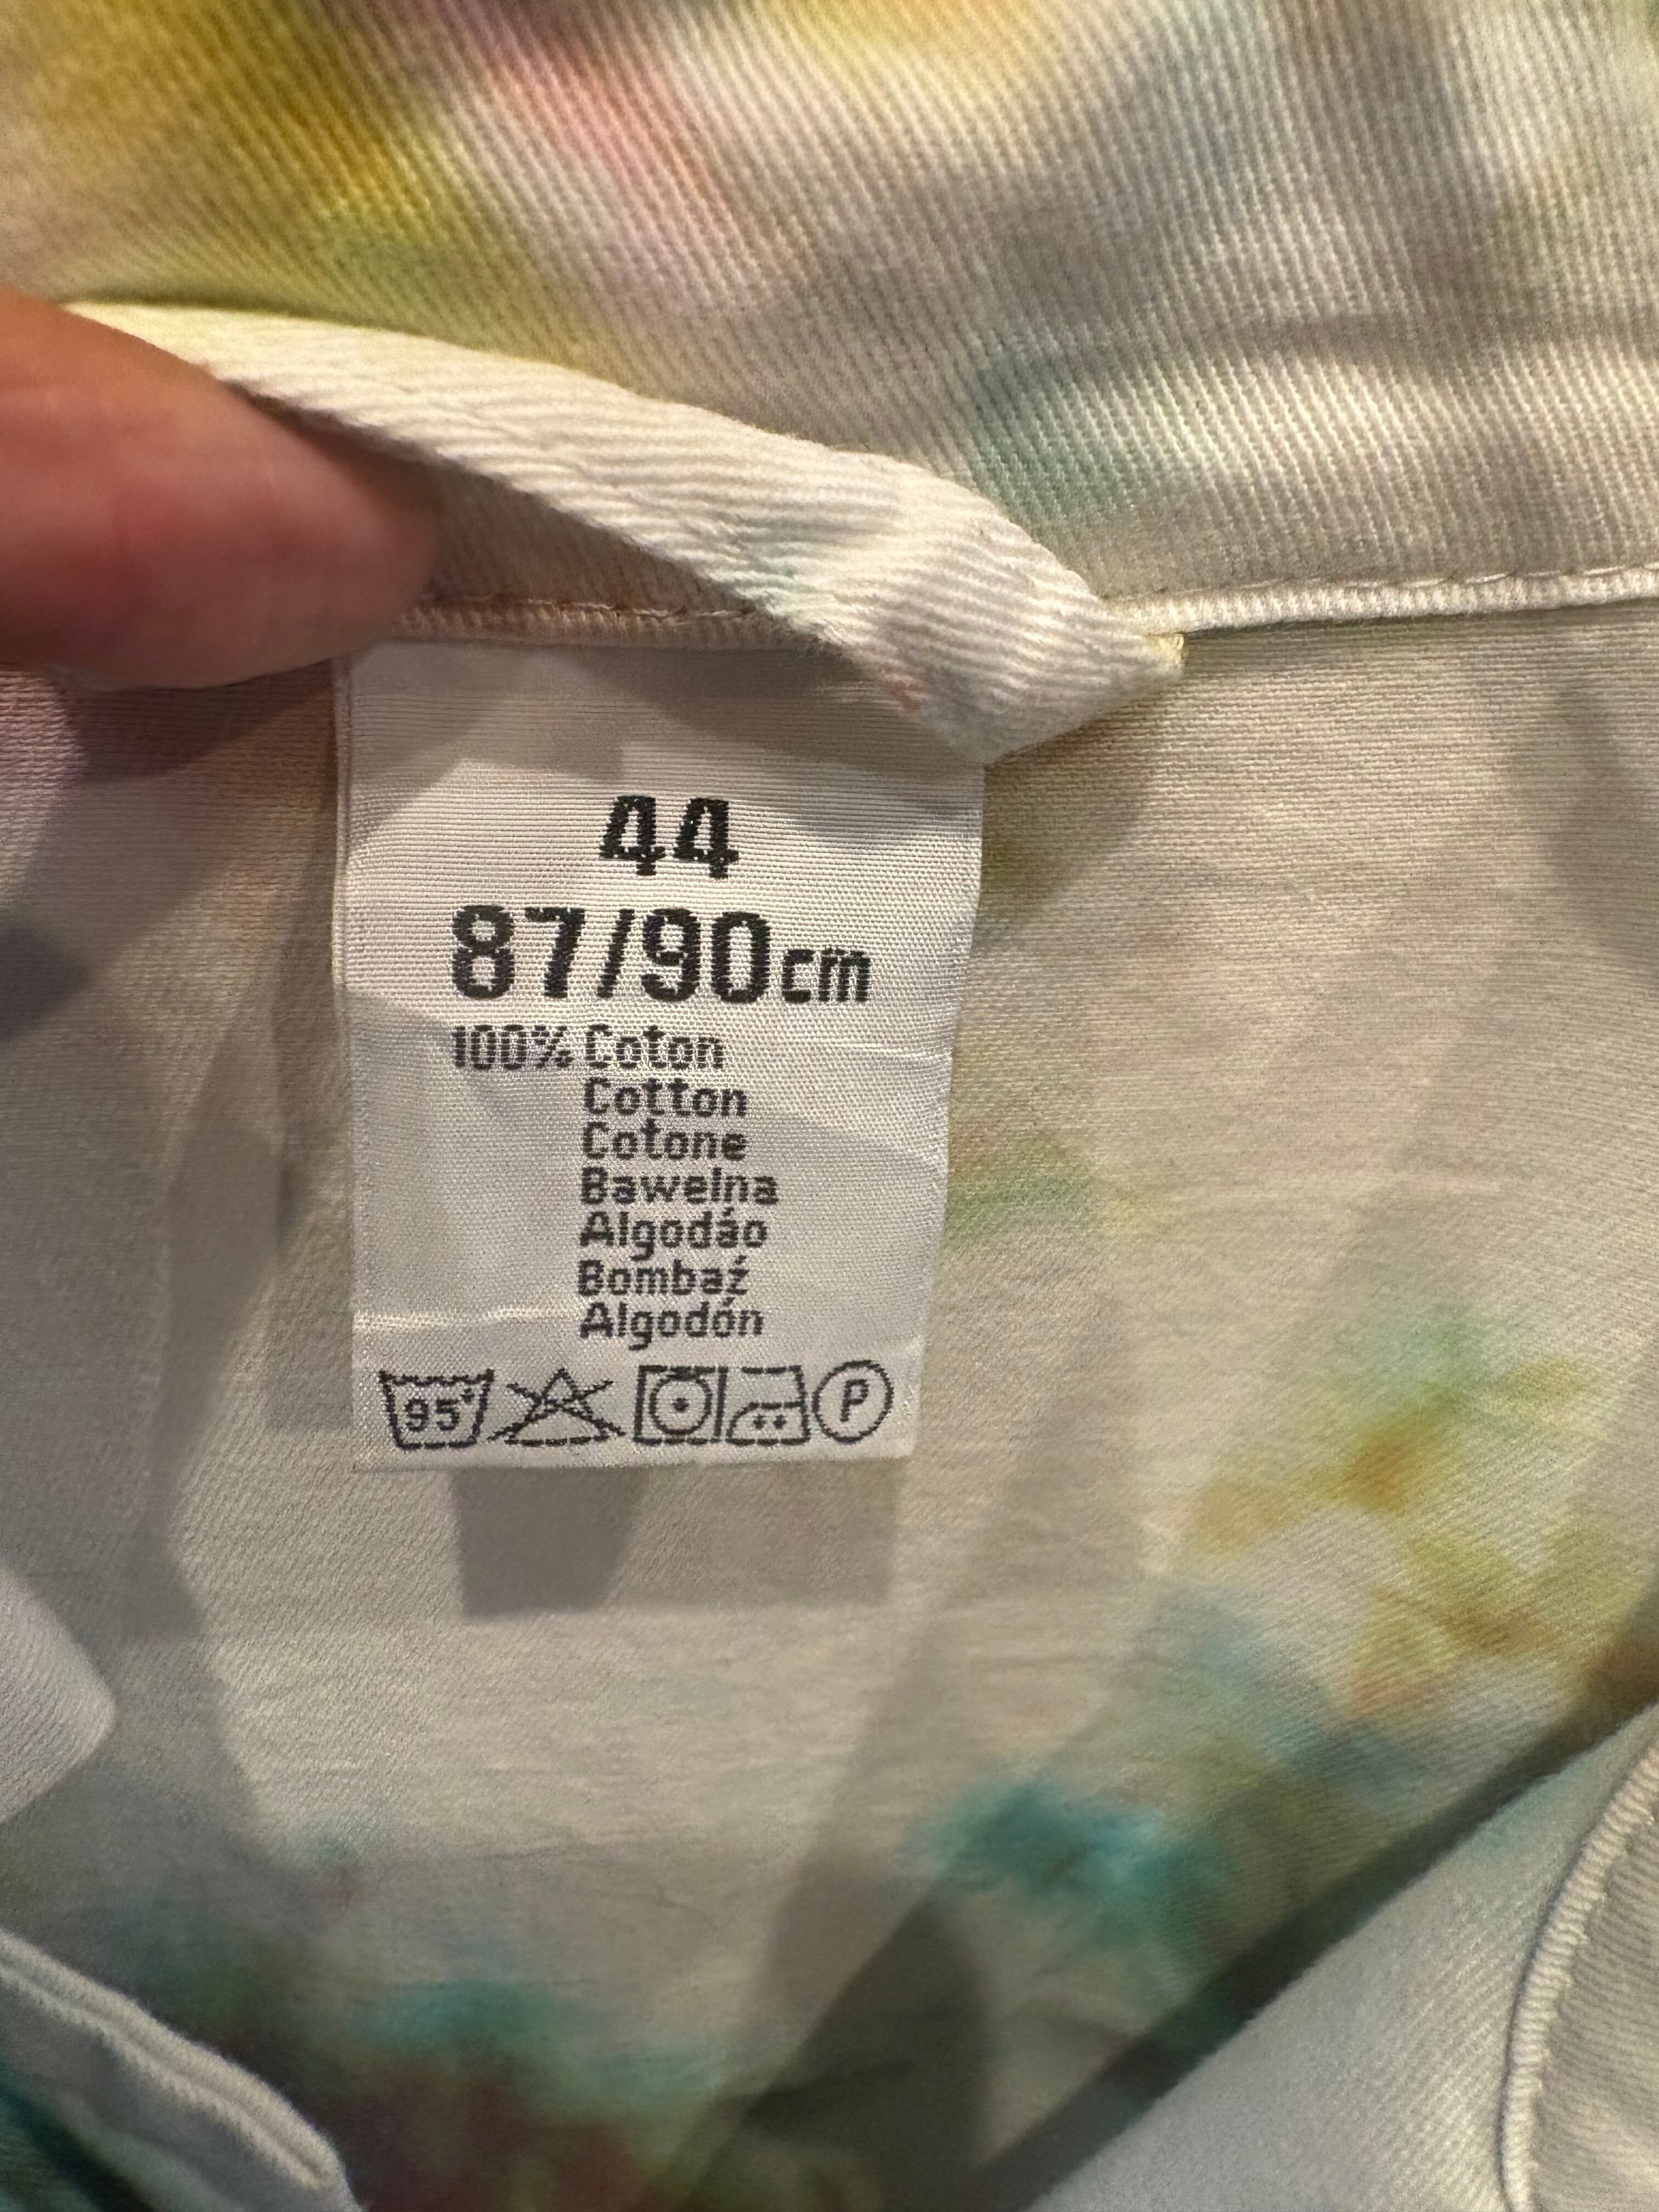 44
87/90cm
100% Coton
Cotton
Cotone
Bawelna
Algodáo
Bombaź
Algodón
95° P